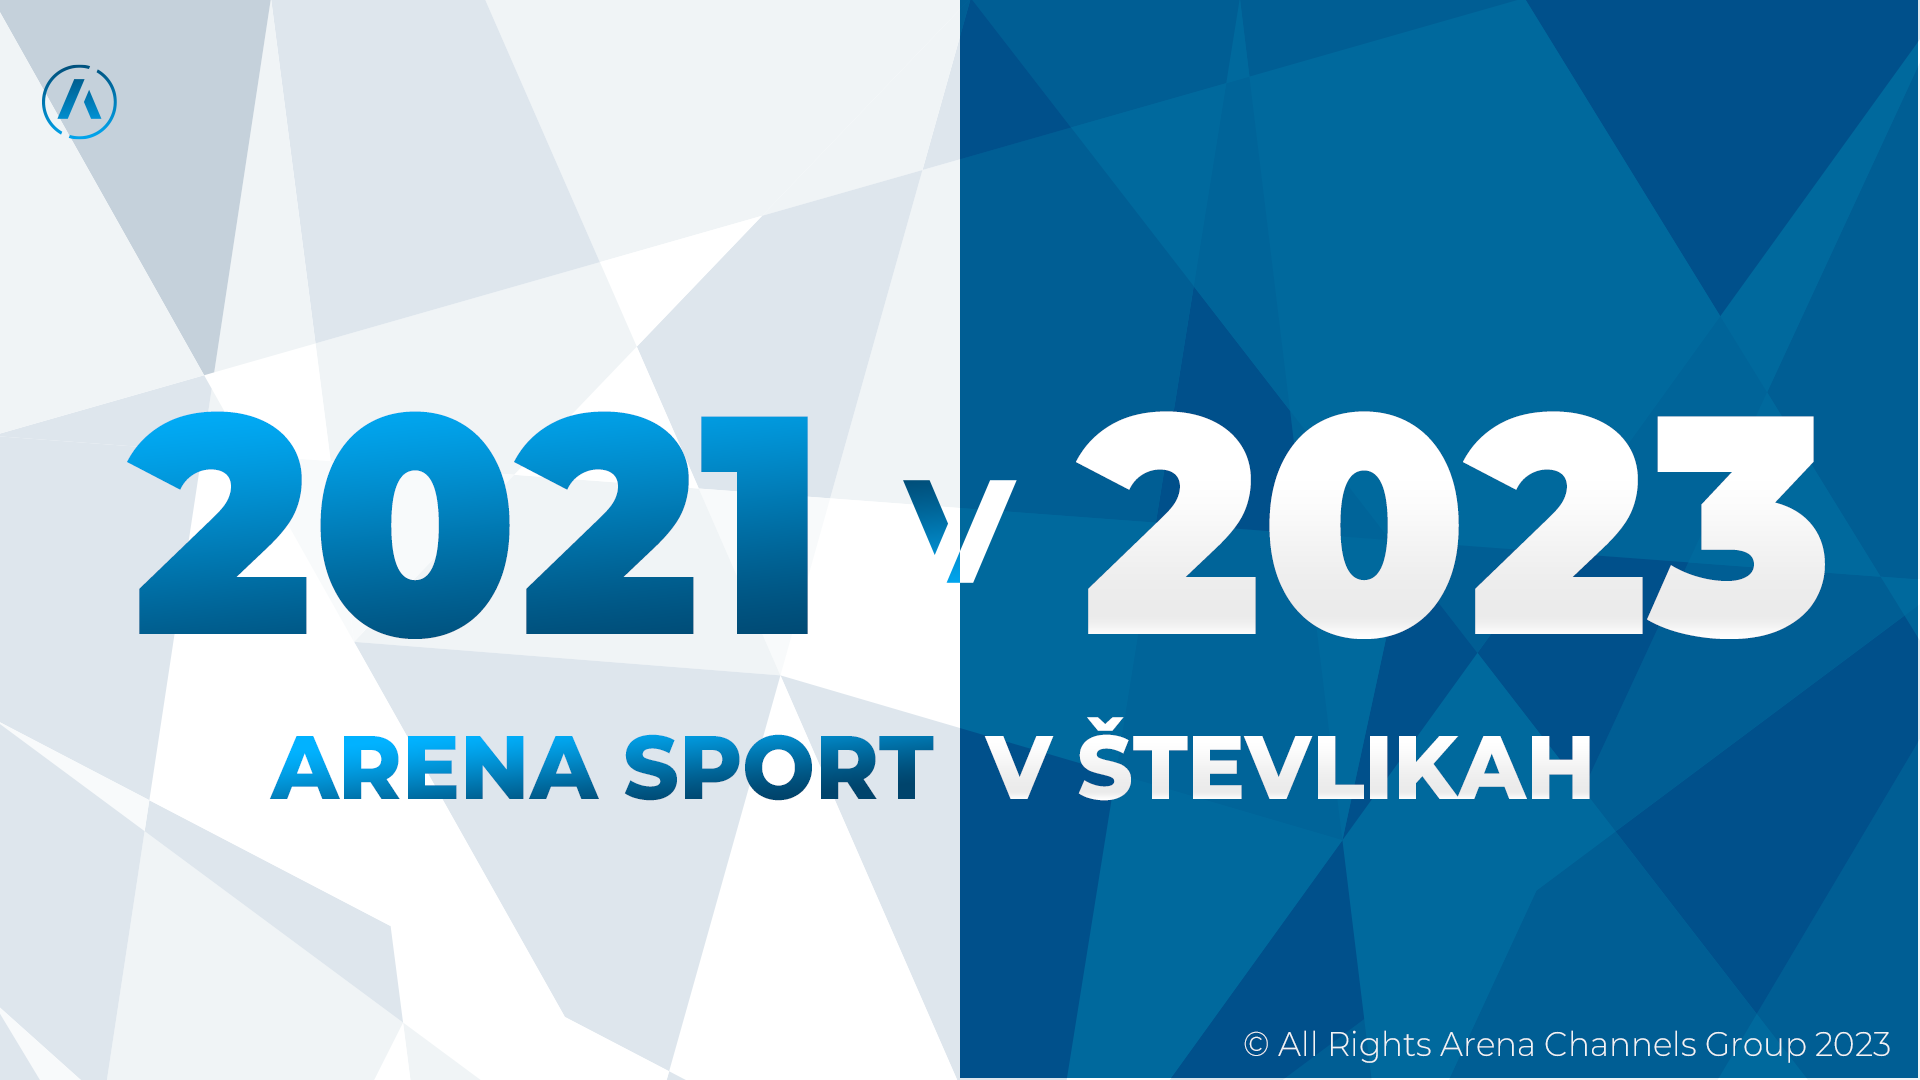 2021 V 2023
ARENA SPORT V ŠTEVLIKAH
© All Rights Arena Channels Group 2023